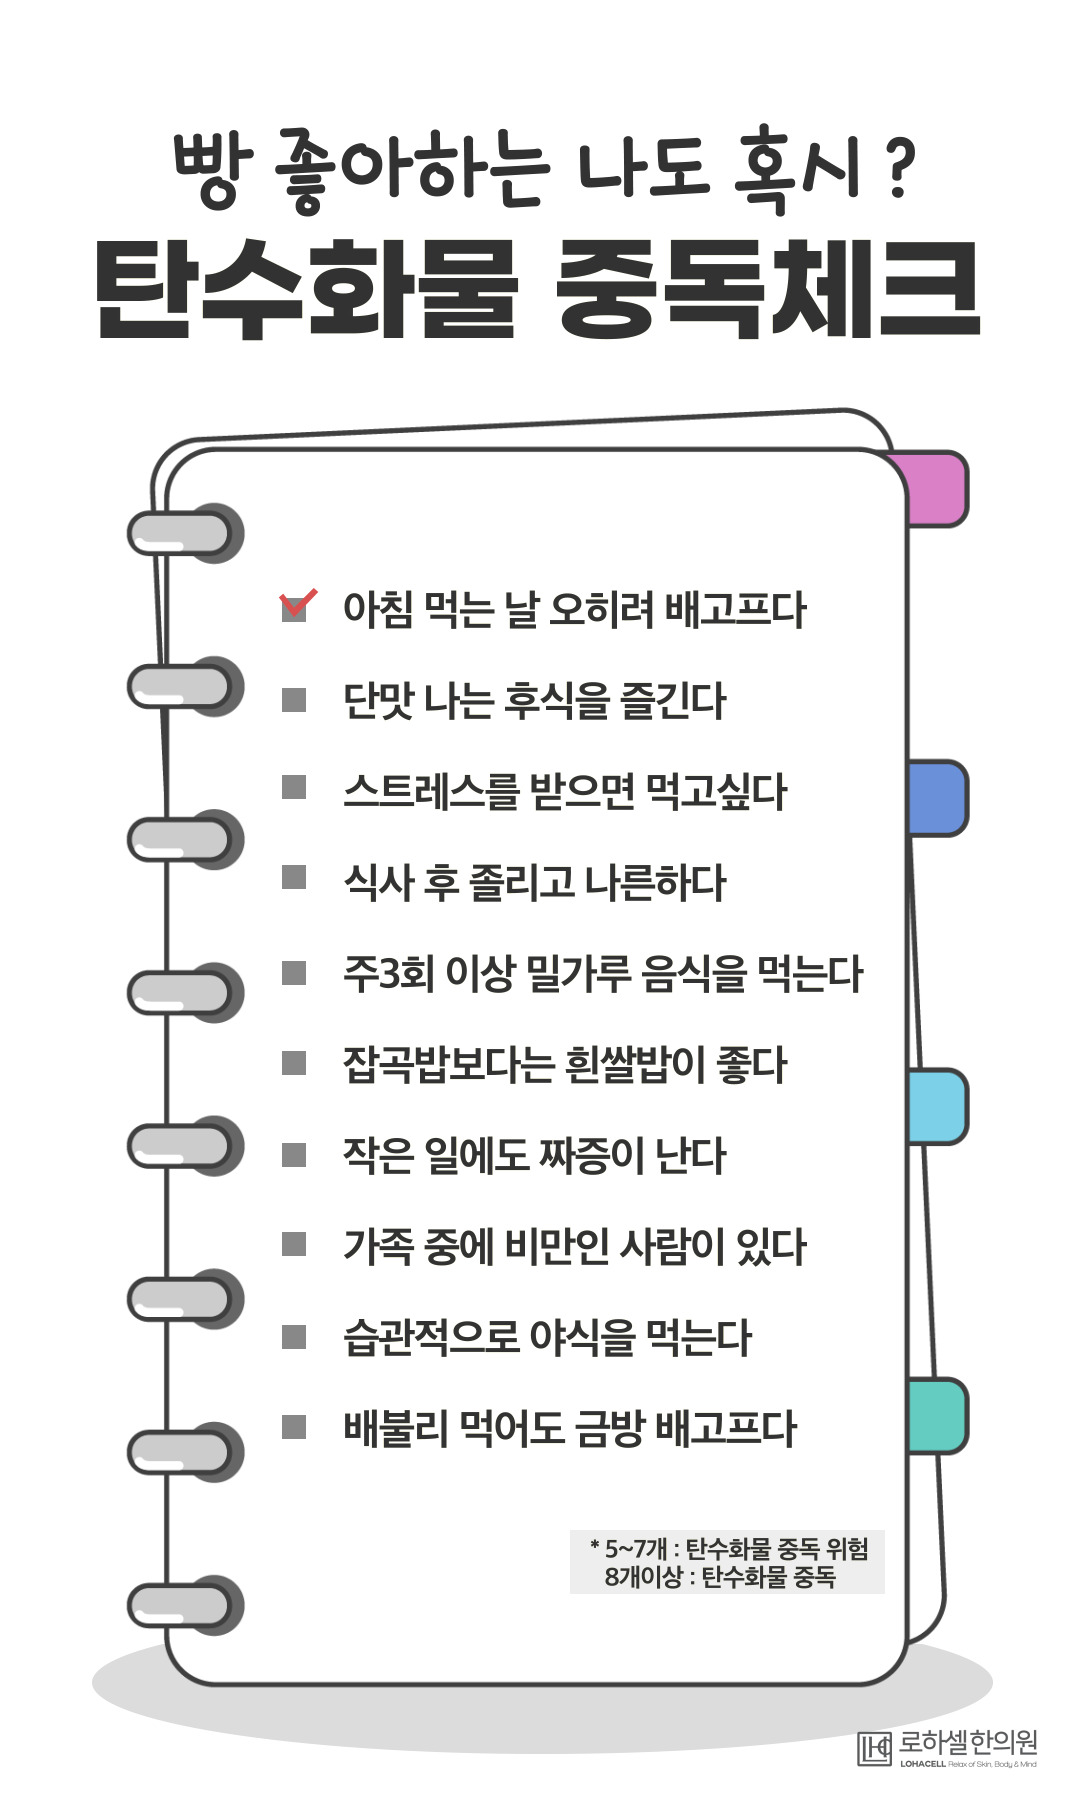 빵 좋아하는 나도 혹시 ?
탄수화물 중독체크
아침 먹는 날 오히려 배고프다
단맛 나는 후식을 즐긴다
스트레스를 받으면 먹고싶다
식사 후 졸리고 나른하다
주3회 이상 밀가루 음식을 먹는다
잡곡밥보다는 흰쌀밥이 좋다
작은 일에도 짜증이 난다
가족 중에 비만인 사람이 있다
습관적으로 야식을 먹는다
배불리 먹어도 금방 배고프다
* 5~7개 : 탄수화물 중독 위험
8개이상 : 탄수화물 중독
로하셀한의원
LOHACELL Relax of Skin, Body & Mind